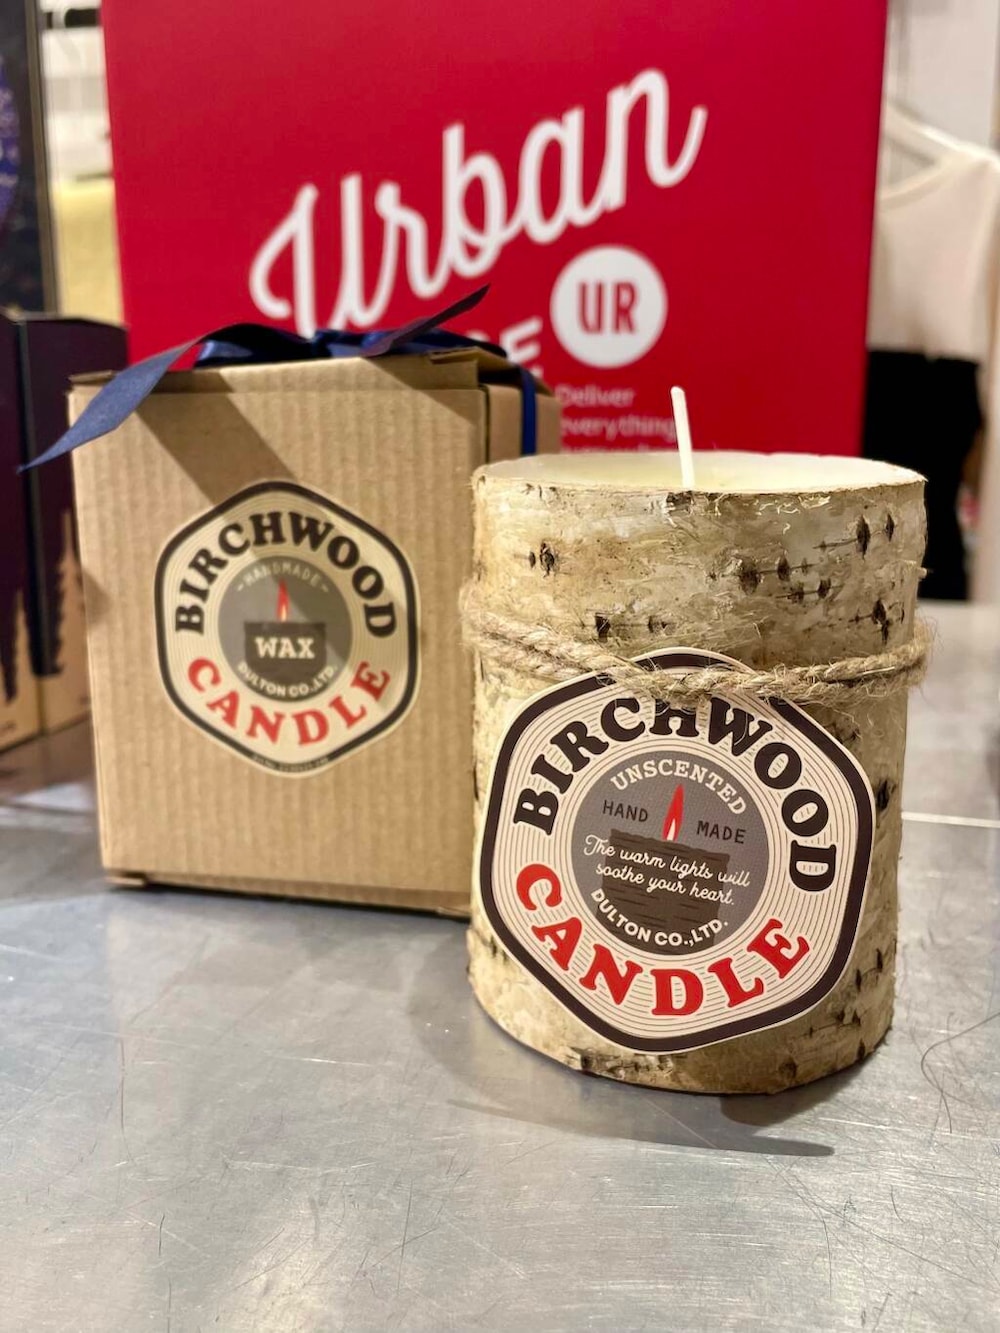 Urban
UR
Deliver
everything
BIRCHWOOD
-HANDMADE-
WAX
DULTON CO.,LTD.
CANDLE
BIRCHWOOD
UNSCENTED
HAND MADE
The warm lights will
soothe your heart.
DULTON CO.,LTD.
CANDLE